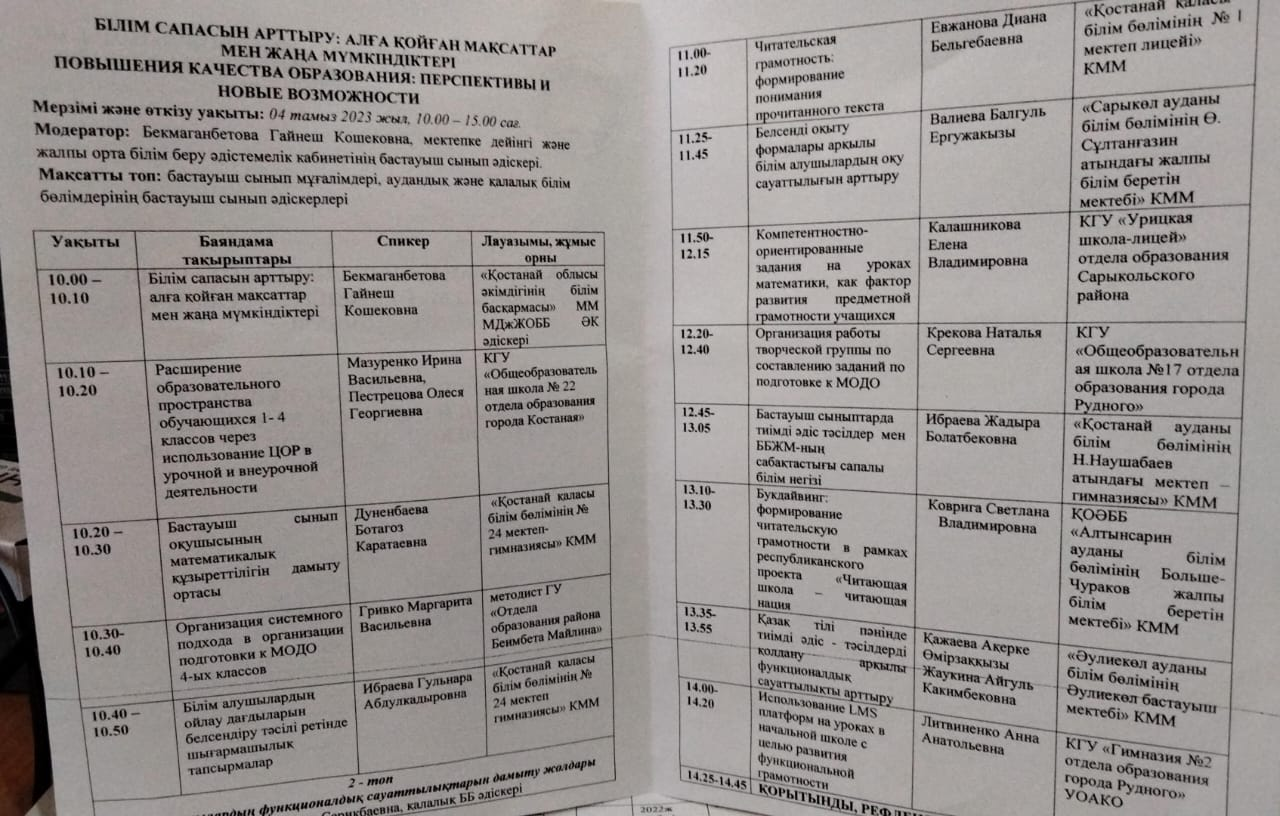 БІЛІМ САПАСЫН АРТТЫРУ: АЛҒА ҚОЙҒАН МАҚСАТТАР
МЕН ЖАҢА МҮМКІНДІКТЕРІ
ПОВЫШЕНИЯ КАЧЕСТВА ОБРАЗОВАНИЯ: ПЕРСПЕКТИВЫ И
НОВЫЕ ВОЗМОЖНОСТИ
Мерзімі және өткізу уақыты: 04 тамыз 2023 жыл, 10.00 – 15.00 сағ.
Модератор: Бекмаганбетова Гайнеш Кошековна, мектепке дейінгі және
жалпы орта білім беру әдістемелік кабинетінің бастауыш сынып әдіскері.
Мақсатты топ: бастауыш сынып мұғалімдері, аудандық және қалалық білім
бөлімдерінің бастауыш сынып әдіскерлері
Уақыты
Баяндама
тақырыптары
Спикер
Лауазымы, жұмыс
орны
10.00 –
10.10
Білім сапасын арттыру:
алға қойған мақсаттар
мен жаңа мүмкіндіктері
Бекмаганбетова
Гайнеш
Кошековна
«Қостанай облысы
әкімдігінің білім
басқармасы» ММ
МДжЖОББ ӘК
әдіскері
10.10 –
10.20
Расширение
образовательного
пространства
обучающихся 1- 4
классов через
использование ЦОР в
урочной и внеурочной
деятельности
Мазуренко Ирина
Васильевна,
Пестрецова Олеся
Георгиевна
КГУ
«Общеобразователь
ная школа № 22
отдела образования
города Костаная»
10.20 –
10.30
Бастауыш сынып
оқушысының
математикалық
құзыреттілігін дамыту
ортасы
Дуненбаева
Ботагоз
Каратаевна
«Қостанай қаласы
білім бөлімінің №
24 мектеп-
гимназиясы» КММ
10.30-
10.40
Организация системного
подхода в организации
подготовки к МОДО
4-ых классов
Гривко Маргарита
Васильевна
методист ГУ
«Отдела
образования района
Беимбета Майлина»
10.40 –
10.50
Білім алушылардың
ойлау дағдыларын
белсендіру тәсілі ретінде
шығармашылық
тапсырмалар
Ибраева Гульнара
Абдулкадыровна
«Қостанай қаласы
білім бөлімінің №
24 мектеп
гимназиясы» КММ
2 - топ
функционалдық сауаттылықтарын дамыту жолдары
қалалық ББ әдіскері
11.00-
11.20
Читательская
грамотность:
формирование
понимания
прочитанного текста
Евжанова Диана
Бельгебаевна
«Қостанай қаласы
білім бөлімінің № 1
мектеп лицейі»
КММ
11.25-
11.45
Белсенді оқыту
формалары арқылы
білім алушылардың оқу
сауаттылығын арттыру
Валиева Балгуль
Ергужакызы
«Сарыкөл ауданы
білім бөлімінің Ө.
Сұлтанғазин
атындағы жалпы
білім беретін
мектебі» КММ
11.50-
12.15
Компетентностно-
ориентированные
задания на уроках
математики, как фактор
развития предметной
грамотности учащихся
Калашникова
Елена
Владимировна
КГУ «Урицкая
школа-лицей»
отдела образования
Сарыкольского
района
12.20-
12.40
Организация работы
творческой группы по
составлению заданий по
подготовке к МОДО
Крекова Наталья
Сергеевна
КГУ
«Общеобразовательн
ая школа №17 отдела
образования города
Рудного»
12.45-
13.05
Бастауыш сыныптарда
тиімді әдіс тәсілдер мен
ББЖМ-ның
сабақтастығы сапалы
білім негізі
Ибраева Жадыра
Болатбековна
«Қостанай ауданы
білім бөлімінің
Н.Наушабаев
атындағы мектеп –
гимназиясы» КММ
13.10-
13.30
Букдайвинг:
формирование
читательскую
грамотности в рамках
республиканского
проекта «Читающая
школа – читающая
нация
Коврига Светлана
Владимировна
ҚОӘББ
«Алтынсарин
ауданы білім
бөлімінің Больше-
Чураков жалпы
білім беретін
мектебі» КММ
13.35-
13.55
Қазақ тілі пәнінде
тиімді әдіс - тәсілдерді
қолдану арқылы
функционалдық
сауаттылықты арттыру
Қажаева Акерке
Өмірзаққызы
Жаукина Айгуль
Какимбековна
«Әулиекөл ауданы
білім бөлімінің
Әулиекөл бастауыш
мектебі» КММ
14.00-
14.20
Использование LMS
платформ на уроках в
начальной школе с
целью развития
функциональной
грамотности
Литвиненко Анна
Анатольевна
КГУ «Гимназия №2
отдела образования
города Рудного»
УОАКО
14.25-14.45
ҚОРЫТЫНДЫ,
2022ж